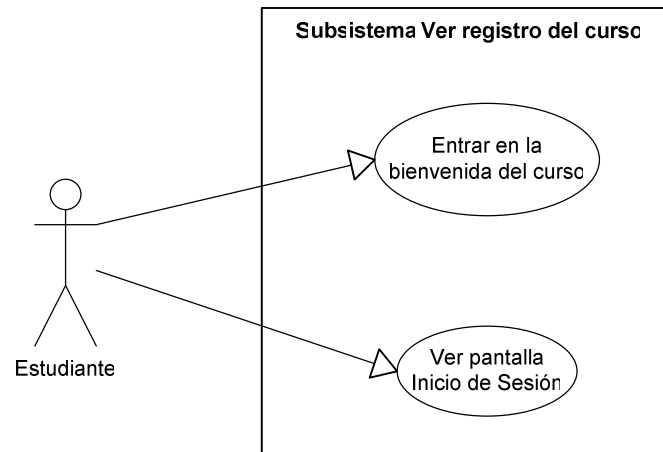 Subsistema Ver registro del curso
Entrar en la
bienvenida del curso
Estudiante
Ver pantalla
Inicio de Sesión